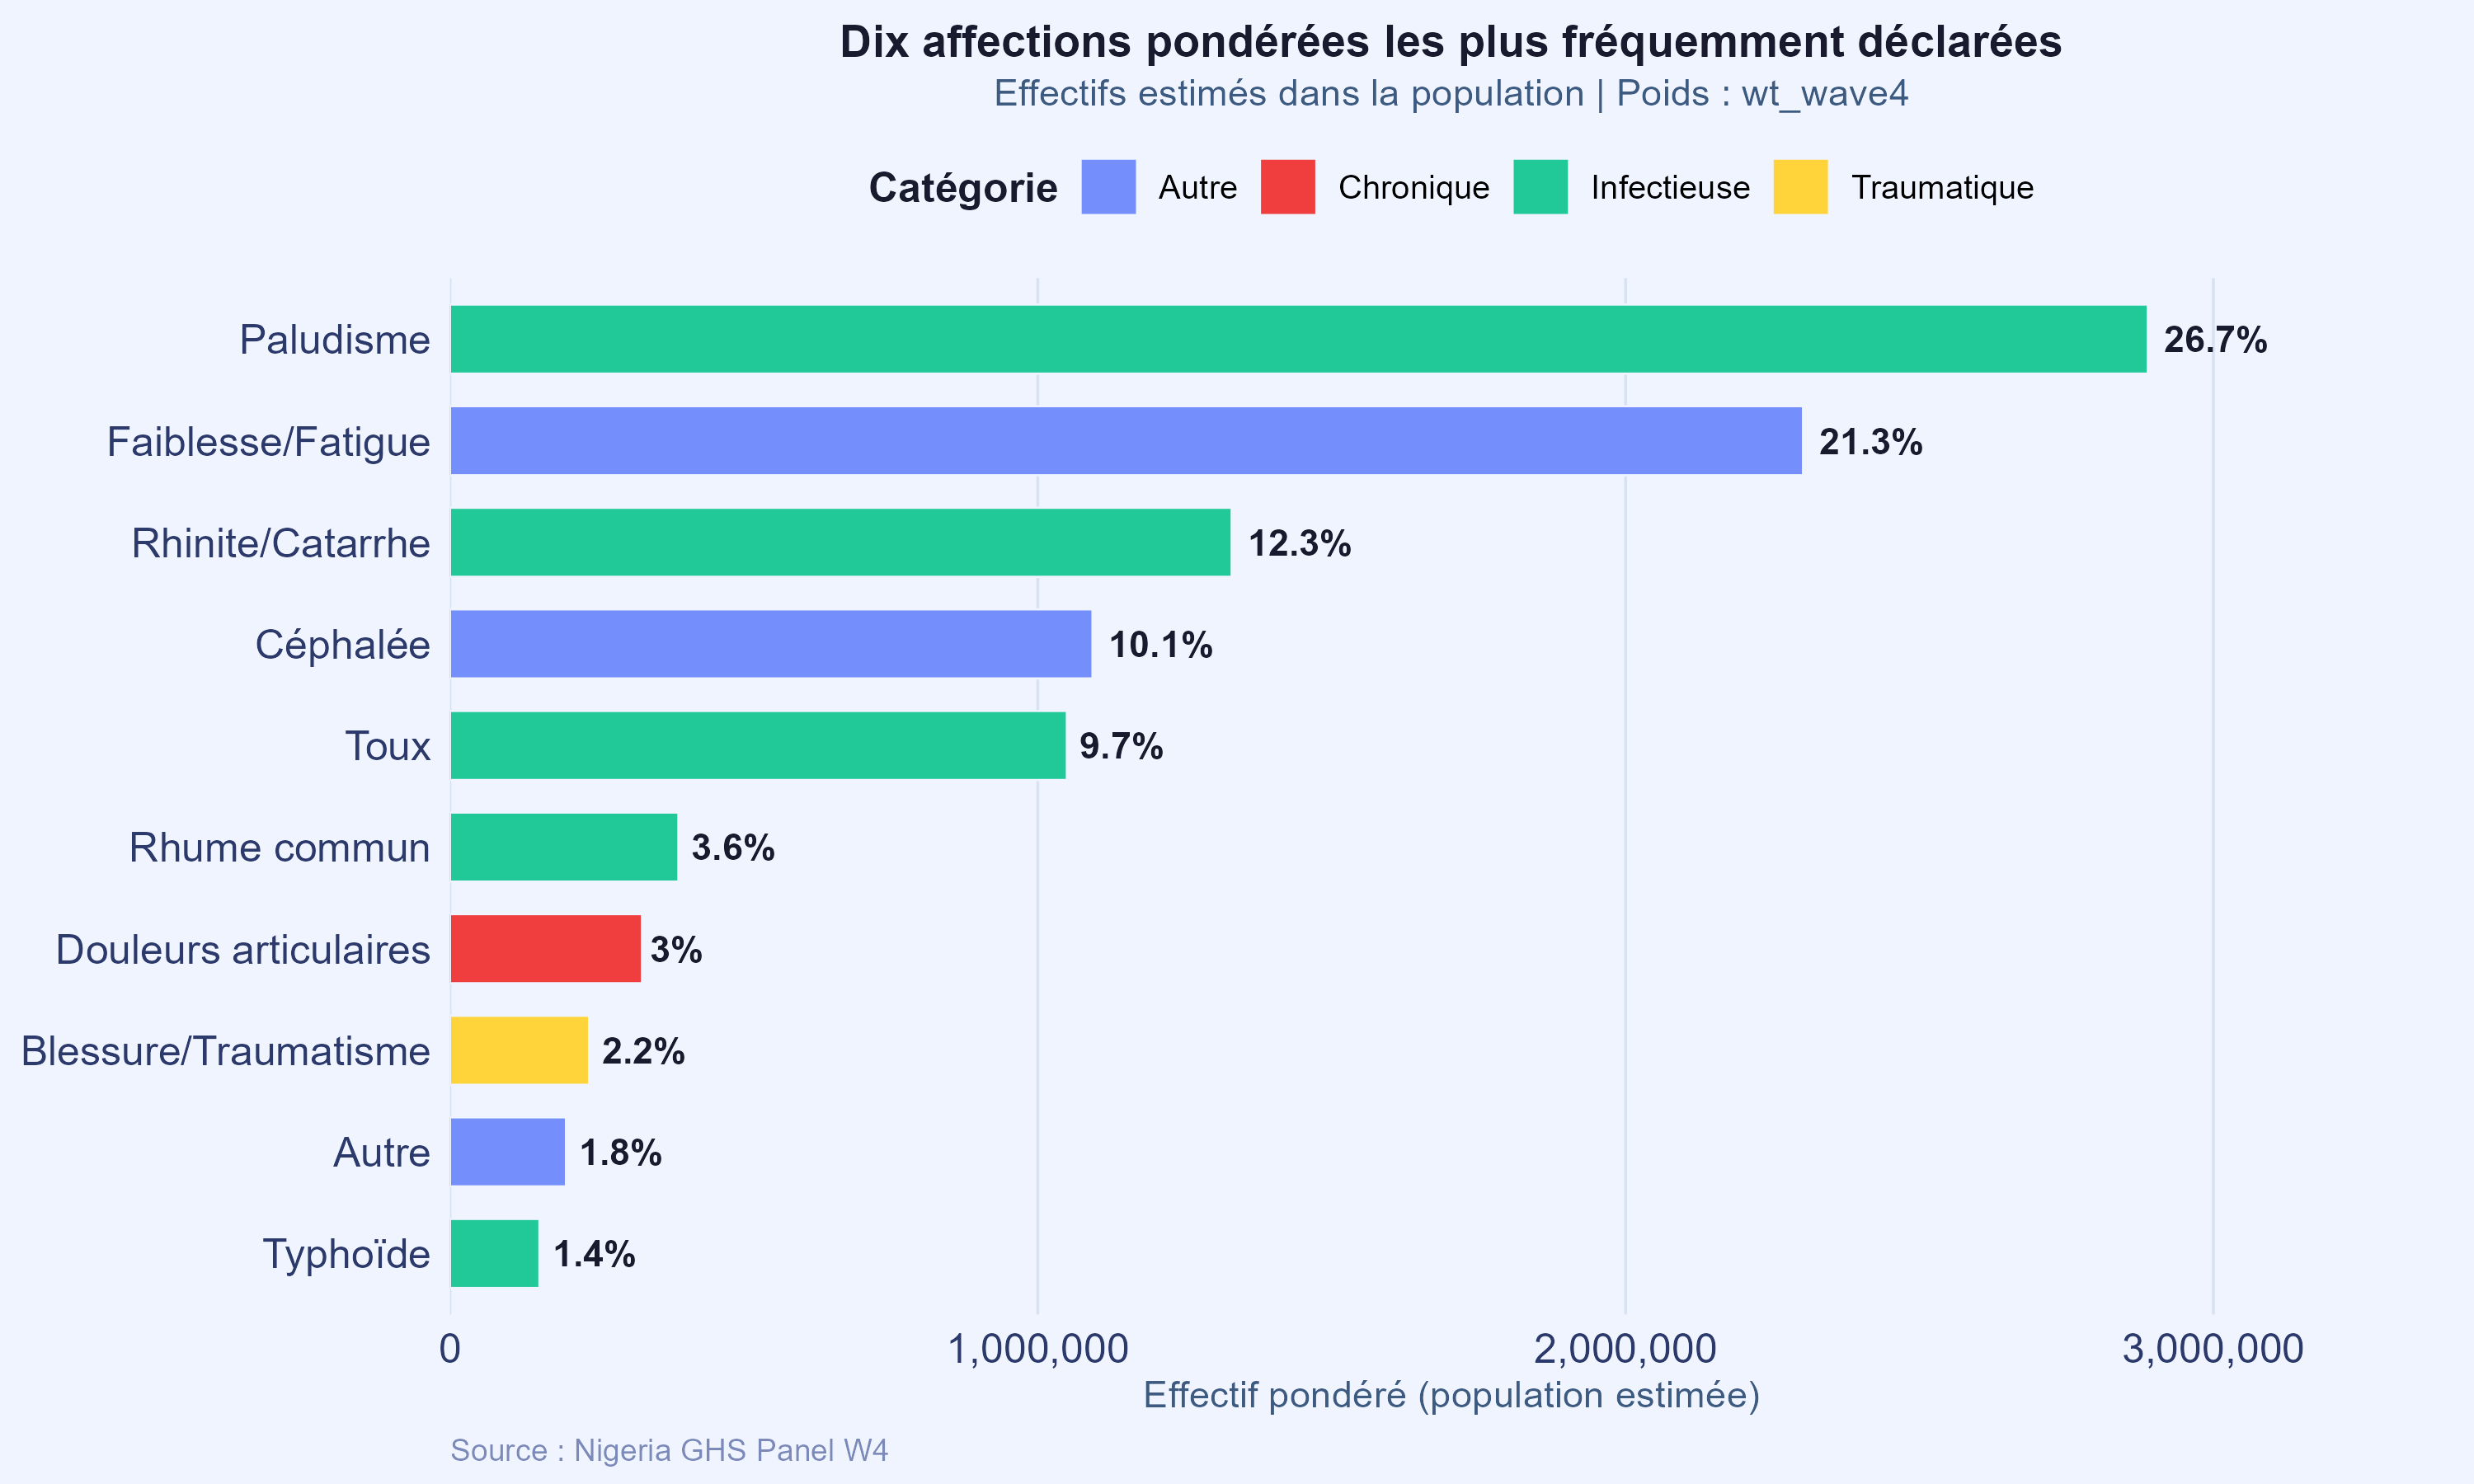 Dix affections pondérées les plus fréquemment déclarées
Effectifs estimés dans la population | Poids : wt_wave4
Catégorie Autre Chronique Infectieuse Traumatique
Paludisme 26.7%
Faiblesse/Fatigue 21.3%
Rhinite/Catarrhe 12.3%
Céphalée 10.1%
Toux 9.7%
Rhume commun 3.6%
Douleurs articulaires 3%
Blessure/Traumatisme 2.2%
Autre 1.8%
Typhoïde 1.4%
0 1,000,000 2,000,000 3,000,000
Effectif pondéré (population estimée)
Source : Nigeria GHS Panel W4